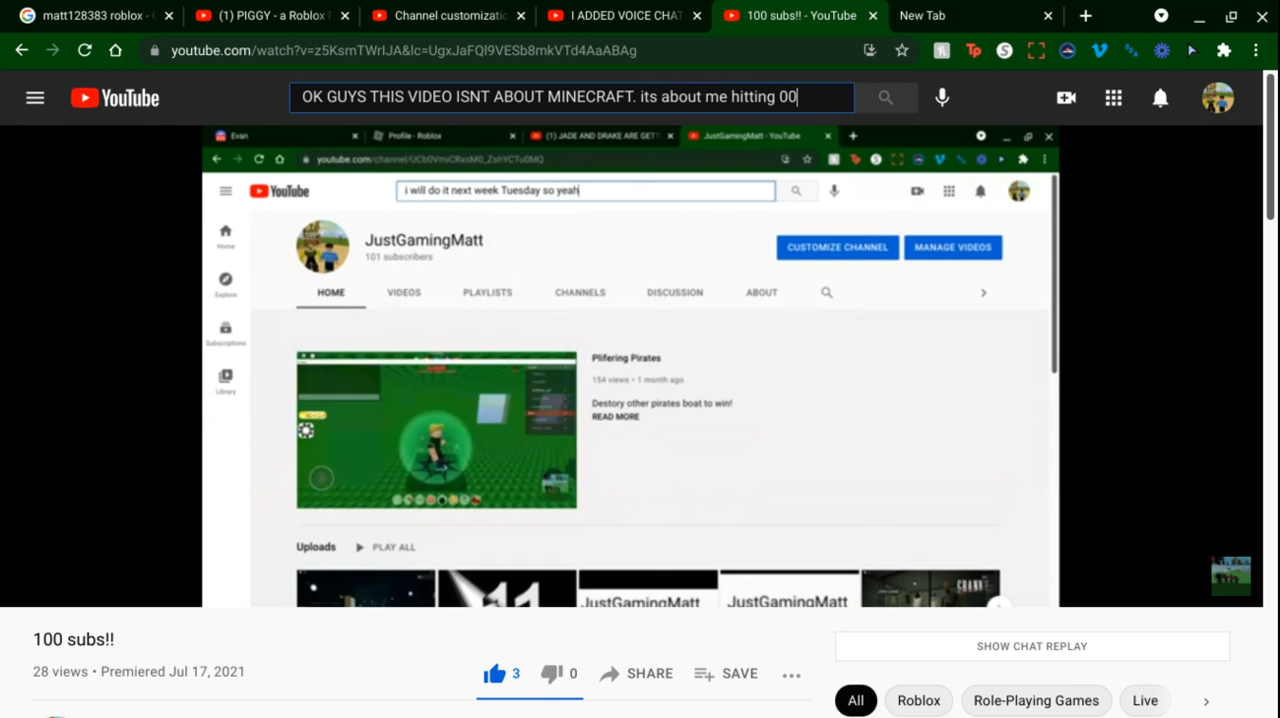 matt128383 roblox - G
(1) PIGGY - a Roblox F
Channel customizatio
I ADDED VOICE CHAT
100 subs!! - YouTube
New Tab
youtube.com/watch?v=z5KsmTWrIJA&lc=UgxJaFQl9VESb8mkVTd4AaABAg
YouTube
OK GUYS THIS VIDEO ISNT ABOUT MINECRAFT. its about me hitting 00
Evan
Profile - Roblox
(1) JADE AND DRAKE ARE GET
JustGamingMatt - YouTube
YouTube
i will do it next week Tuesday so yeah
Home
Explore
Subscriptions
Library
JustGamingMatt
101 subscribers
CUSTOMIZE CHANNEL
MANAGE VIDEOS
HOME VIDEOS PLAYLISTS CHANNELS DISCUSSION ABOUT
Plifering Pirates
154 views • 1 month ago
Destory other pirates boat to win!
READ MORE
Uploads
PLAY ALL
JustGamingMatt
JustGamingMatt
100 subs!!
28 views • Premiered Jul 17, 2021
3
0
SHARE
SAVE
SHOW CHAT REPLAY
All
Roblox
Role-Playing Games
Live